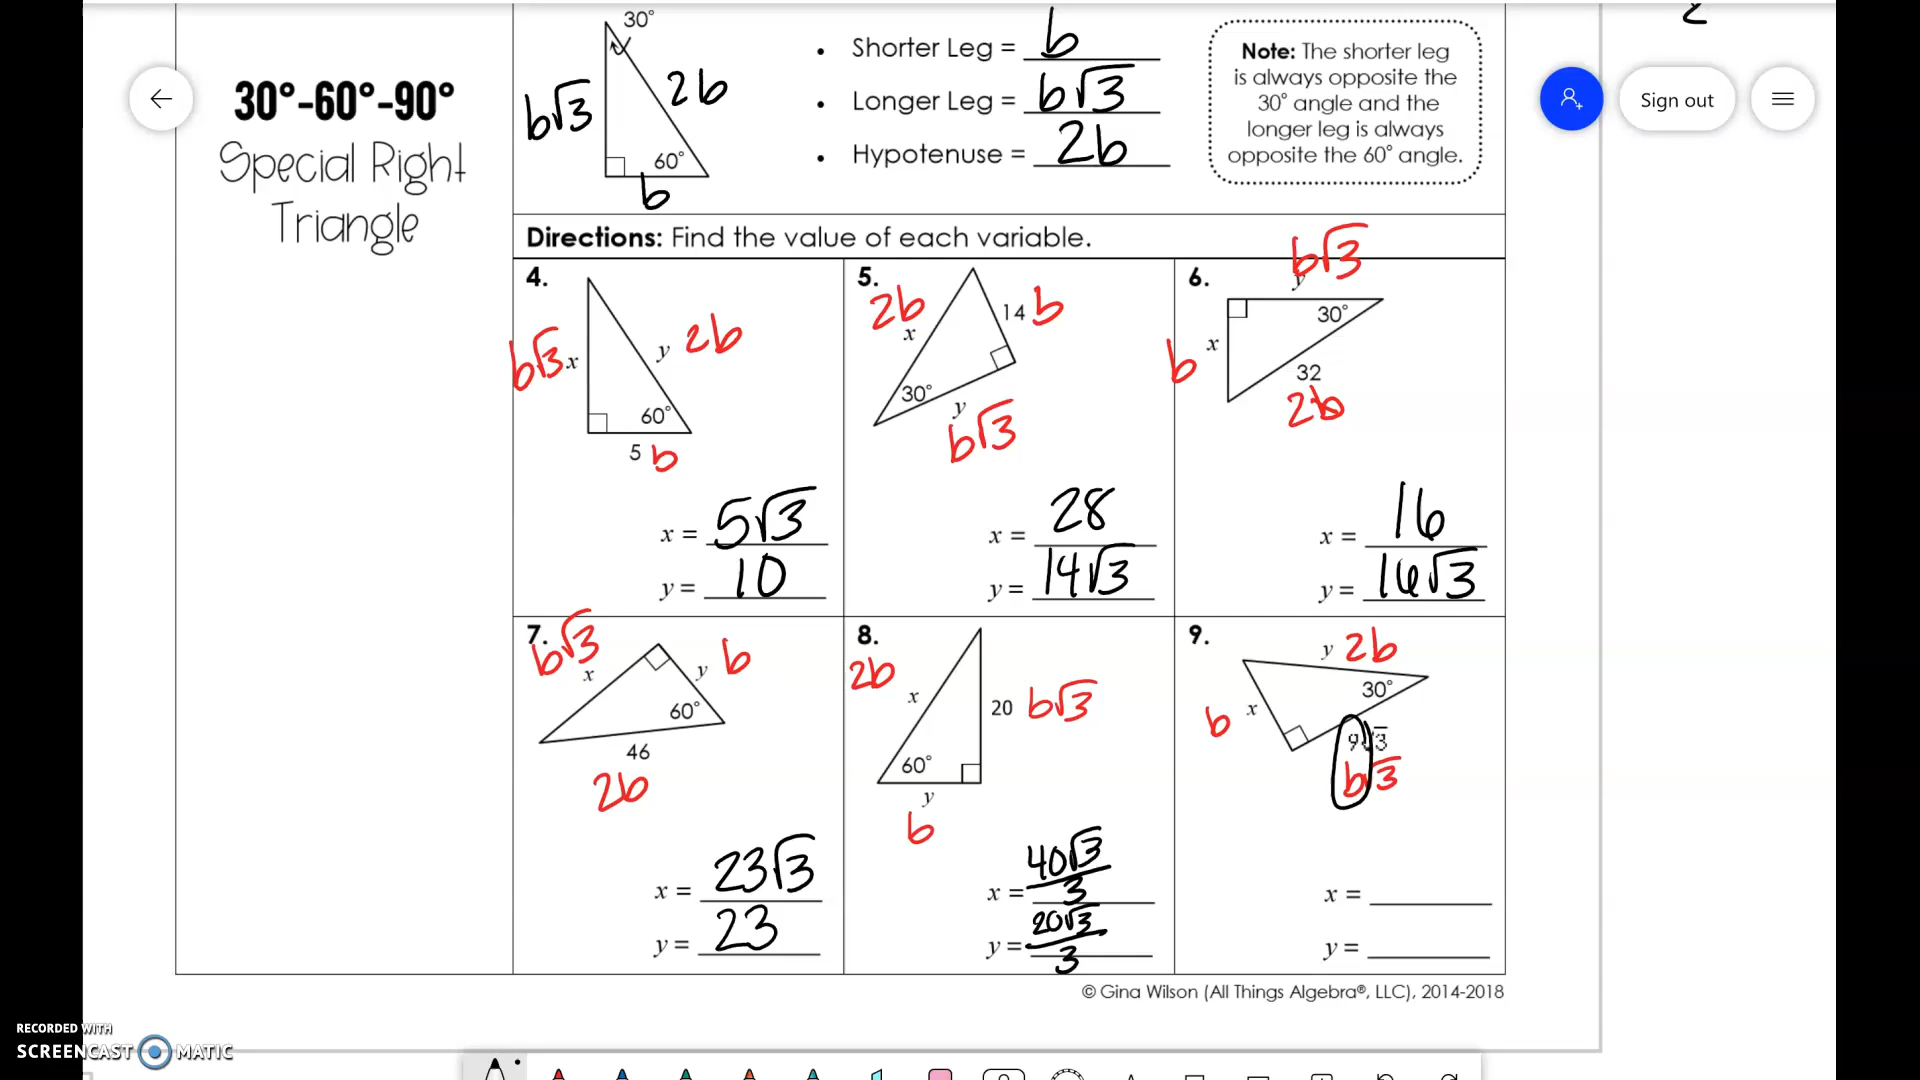 30°-60°-90°
Special Right
Triangle
30°
b√3
2b
60°
b
• Shorter Leg = b
• Longer Leg = b√3
• Hypotenuse = 2b
Note: The shorter leg
is always opposite the
30° angle and the
longer leg is always
opposite the 60° angle.
2
Sign out
Directions: Find the value of each variable.
4.
b√3 x
y 2b
60°
5 b
x = 5√3
y = 10
5.
2b
x
14 b
30°
y
b√3
x = 28
y = 14√3
6.
b√3
y
30°
b x
32
2b
x = 16
y = 16√3
7.
b√3
x
y b
60°
46
2b
x = 23√3
y = 23
8.
2b
x
20 b√3
60°
y
b
x = 40√3
3
y = 20√3
3
9.
y 2b
30°
b x
9√3
b√3
x =
y =
© Gina Wilson (All Things Algebra®, LLC), 2014-2018
RECORDED WITH
SCREENCAST MATIC